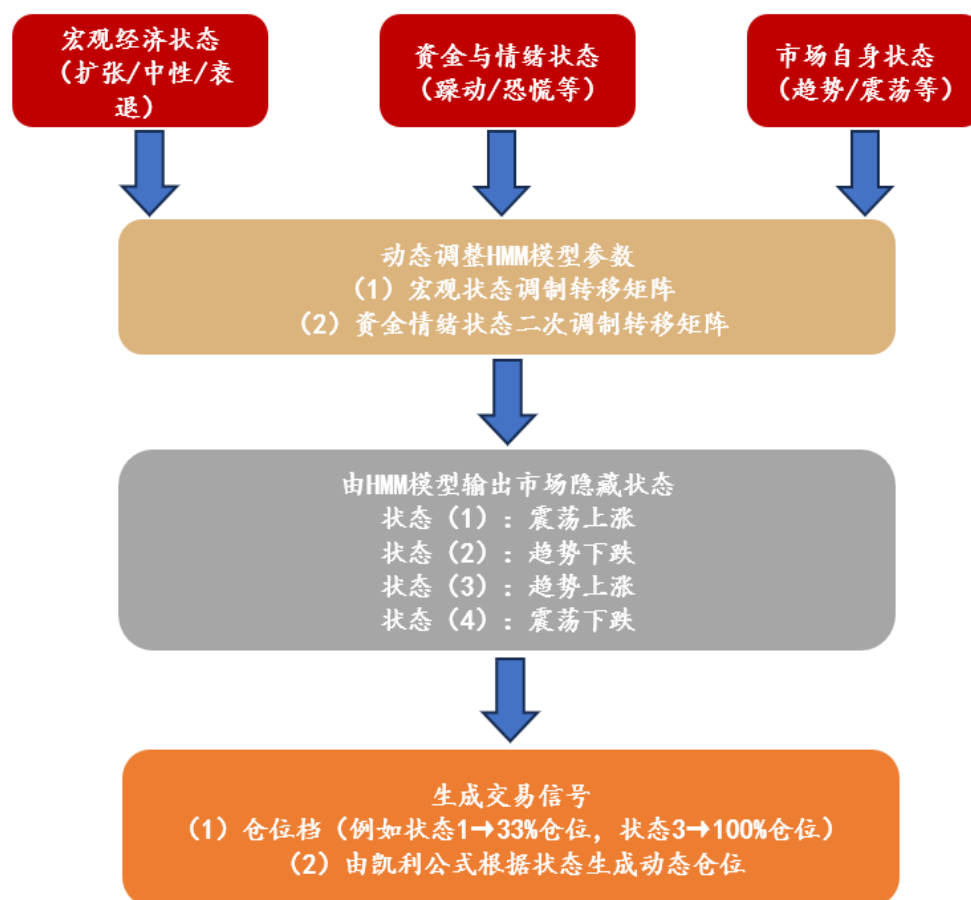 宏观经济状态
（扩张/中性/衰
退）
资金与情绪状态
（躁动/恐慌等）
市场自身状态
（趋势/震荡等）
动态调整HMM模型参数
（1）宏观状态调制转移矩阵
（2）资金情绪状态二次调制转移矩阵
由HMM模型输出市场隐藏状态
状态（1）：震荡上涨
状态（2）：趋势下跌
状态（3）：趋势上涨
状态（4）：震荡下跌
生成交易信号
（1）仓位档（例如状态1→33%仓位，状态3→100%仓位）
（2）由凯利公式根据状态生成动态仓位